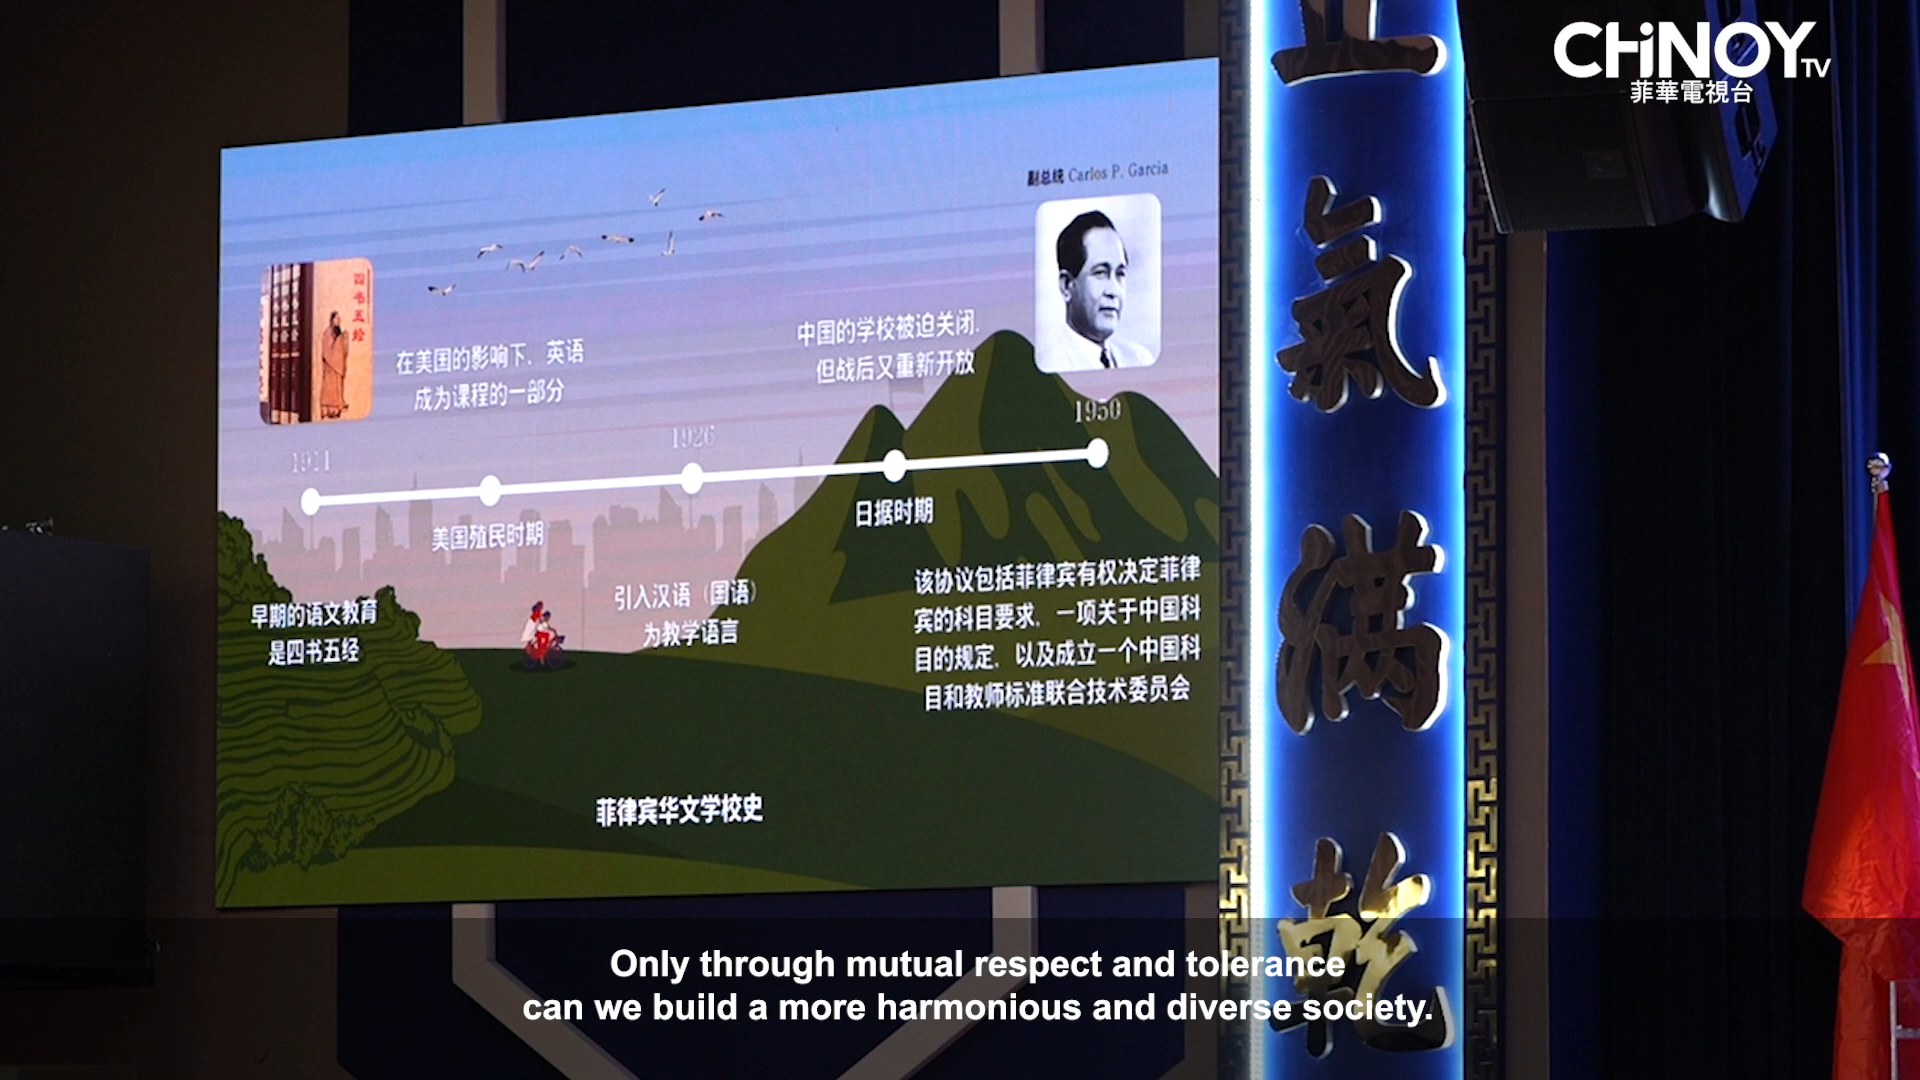 CHiNOY TV
菲華電視台
副总统 Carlos P. Garcia
四书五经
在美国的影响下，英语
成为课程的一部分
中国的学校被迫关闭，
但战后又重新开放
1911
1926
1950
美国殖民时期
日据时期
早期的语文教育
是四书五经
引入汉语（国语）
为教学语言
该协议包括菲律宾有权决定菲律
宾的科目要求，一项关于中国科
目的规定，以及成立一个中国科
目和教师标准联合技术委员会
菲律宾华文学校史
正
氣
满
乾
Only through mutual respect and tolerance
can we build a more harmonious and diverse society.